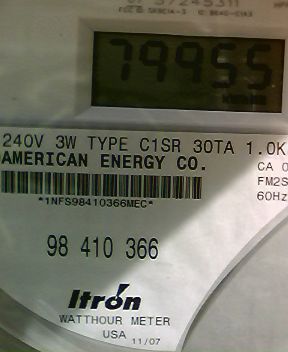 79955
240V 3W TYPE C1SR 30TA 1.0K
AMERICAN ENERGY CO.
CA 0
FM2S
60Hz
*1NFS98410366MEC*
98 410 366
Itrón
WATTHOUR METER
USA 11/07